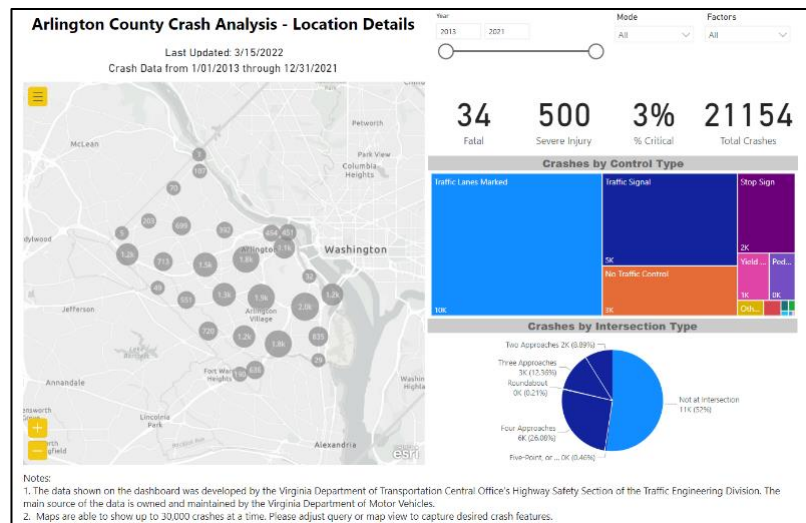 Arlington County Crash Analysis - Location Details
Last Updated: 3/15/2022
Crash Data from 1/01/2013 through 12/31/2021
Year
2013 2021
Mode
All
Factors
All
34
Fatal
500
Severe Injury
3%
% Critical
21154
Total Crashes
Crashes by Control Type
Traffic Lanes Marked
10K
Traffic Signal
5K
No Traffic Control
3K
Stop Sign
2K
Yield ...
1K
Ped...
0K
Oth...
Crashes by Intersection Type
Two Approaches 2K (8.89%)
Three Approaches
3K (12.36%)
Roundabout
0K (0.21%)
Four Approaches
6K (26.08%)
Five-Point, or ... 0K (0.46%)
Not at Intersection
11K (52%)
McLean
Petworth
Park View
Columbia
Heights
Washington
Jefferson
Arlington
Village
Annandale
Fort Ward
Heights
Lincolnia
Park
Alexandria
esri
70
203
695
392
454
5
1.2k
713
1.5k
1.8k
2.1k
32
49
551
1.3k
1.5k
2.0k
1.2k
720
1.2k
1.8k
835
29
636
Notes:
1. The data shown on the dashboard was developed by the Virginia Department of Transportation Central Office's Highway Safety Section of the Traffic Engineering Division. The
main source of the data is owned and maintained by the Virginia Department of Motor Vehicles.
2. Maps are able to show up to 30,000 crashes at a time. Please adjust query or map view to capture desired crash features.